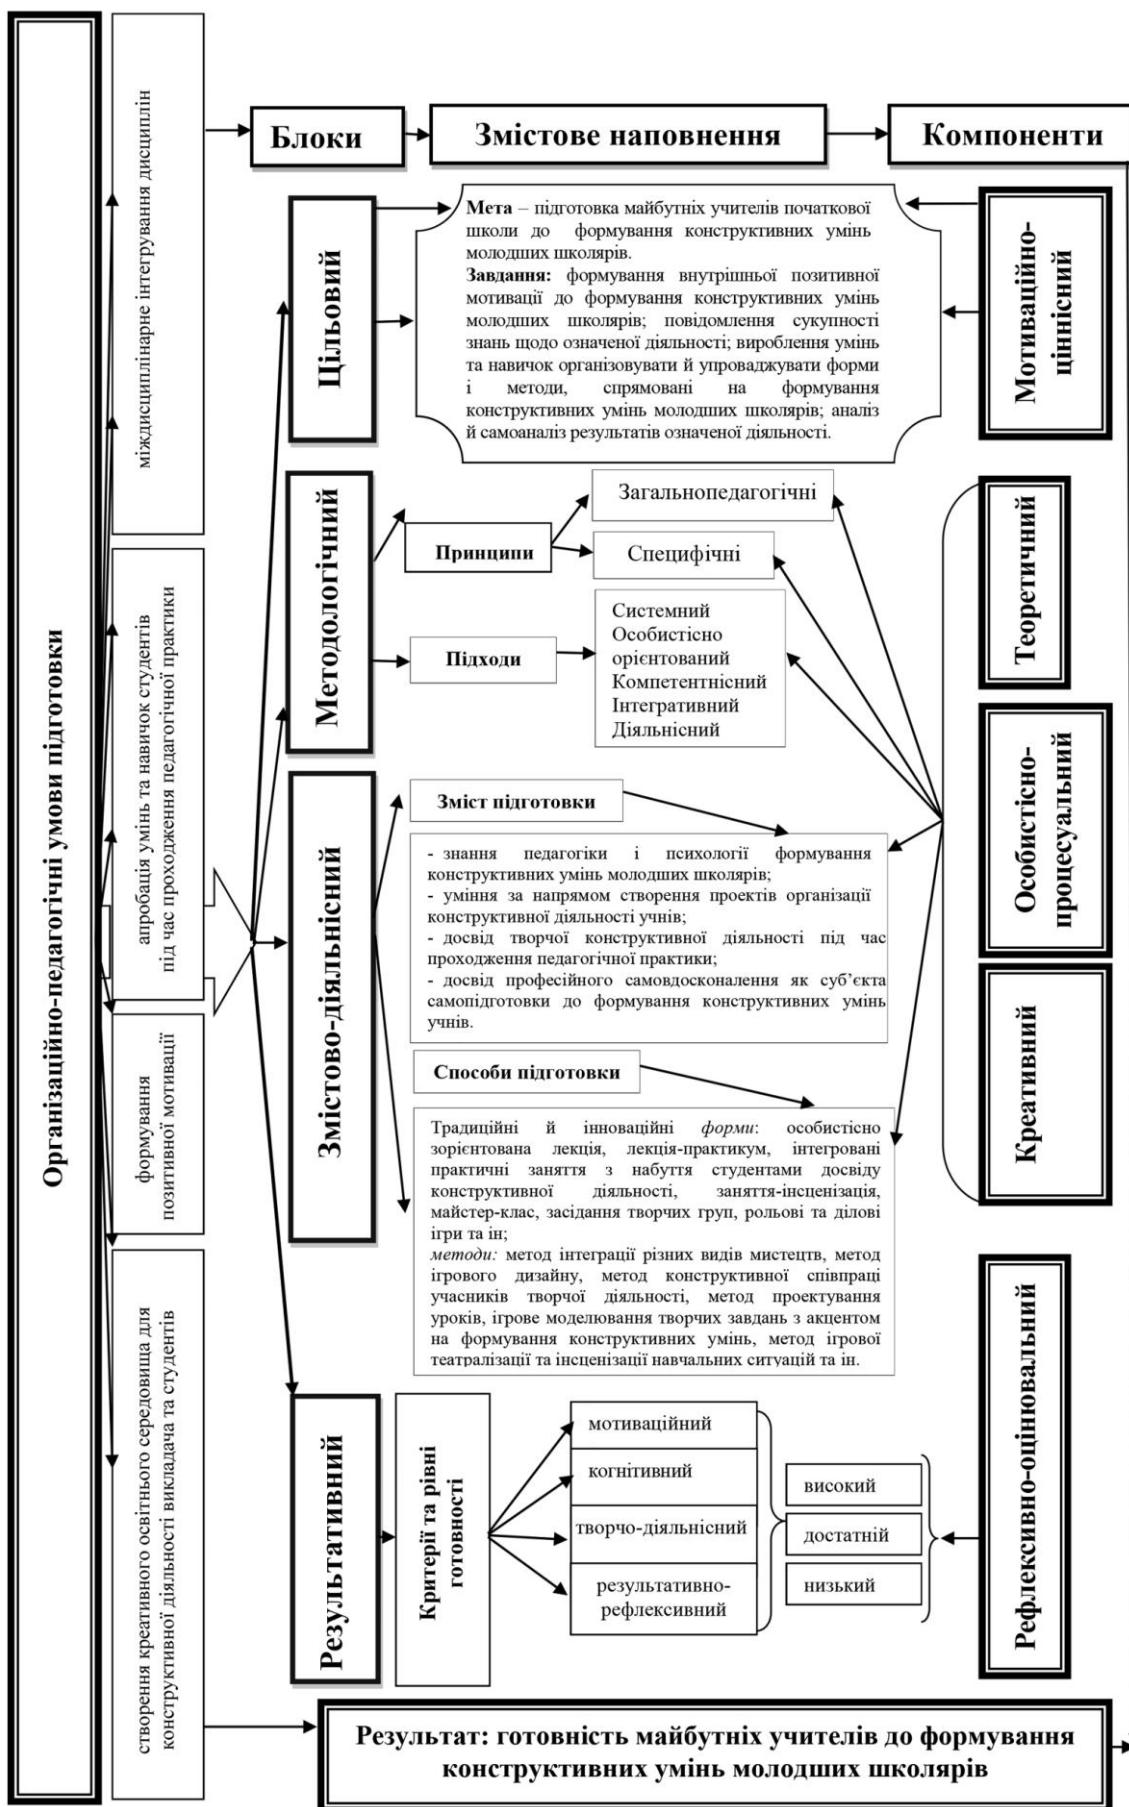 Організаційно-педагогічні умови підготовки
міждисциплінарне інтегрування дисциплін
апробація умінь та навичок студентів
під час проходження педагогічної практики
формування
позитивної мотивації
створення креативного освітнього середовища для
конструктивної діяльності викладача та студентів
Блоки
Змістове наповнення
Компоненти
Цільовий
Мета – підготовка майбутніх учителів початкової
школи до формування конструктивних умінь
молодших школярів.
Завдання: формування внутрішньої позитивної
мотивації до формування конструктивних умінь
молодших школярів; повідомлення сукупності
знань щодо означеної діяльності; вироблення умінь
та навичок організовувати й упроваджувати форми
і методи, спрямовані на формування
конструктивних умінь молодших школярів; аналіз
й самоаналіз результатів означеної діяльності.
Мотиваційно-
ціннісний
Методологічний
Принципи
Загальнопедагогічні
Специфічні
Підходи
Системний
Особистісно
орієнтований
Компетентнісний
Інтегративний
Діяльнісний
Теоретичний
Особистісно-
процесуальний
Креативний
Змістово-діяльнісний
Зміст підготовки
- знання педагогіки і психології формування
конструктивних умінь молодших школярів;
- уміння за напрямом створення проектів організації
конструктивної діяльності учнів;
- досвід творчої конструктивної діяльності під час
проходження педагогічної практики;
- досвід професійного самовдосконалення як суб’єкта
самопідготовки до формування конструктивних умінь
учнів.
Способи підготовки
Традиційні й інноваційні форми: особистісно
зорієнтована лекція, лекція-практикум, інтегровані
практичні заняття з набуття студентами досвіду
конструктивної діяльності, заняття-інсценізація,
майстер-клас, засідання творчих груп, рольові та ділові
ігри та ін;
методи: метод інтеграції різних видів мистецтв, метод
ігрового дизайну, метод конструктивної співпраці
учасників творчої діяльності, метод проектування
уроків, ігрове моделювання творчих завдань з акцентом
на формування конструктивних умінь, метод ігрової
театралізації та інсценізації навчальних ситуацій та ін.
Результативний
Критерії та рівні
готовності
мотиваційний
когнітивний
творчо-діяльнісний
результативно-
рефлексивний
високий
достатній
низький
Рефлексивно-оцінювальний
Результат: готовність майбутніх учителів до формування
конструктивних умінь молодших школярів